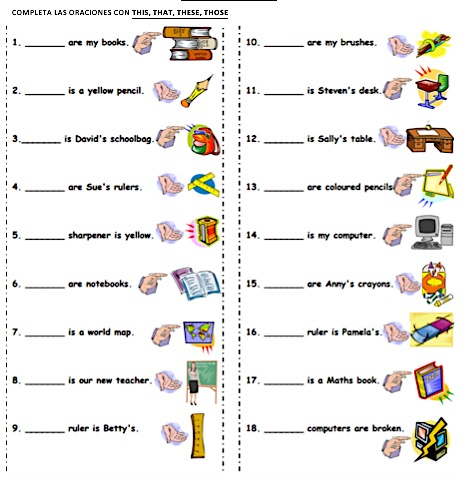 COMPLETA LAS ORACIONES CON THIS, THAT, THESE, THOSE
1. _______ are my books.
2. _______ is a yellow pencil.
3._______ is David's schoolbag.
4. _______ are Sue's rulers.
5. _______ sharpener is yellow.
6. _______ are notebooks.
7. _______ is a world map.
8. _______ is our new teacher.
9. _______ ruler is Betty's.
10. _______ are my brushes.
11. _______ is Steven's desk.
12. _______ is Sally's table.
13. _______ are coloured pencils
14. _______ is my computer.
15. _______ are Anny's crayons.
16. _______ ruler is Pamela's.
17. _______ is a Maths book.
18. _______ computers are broken.